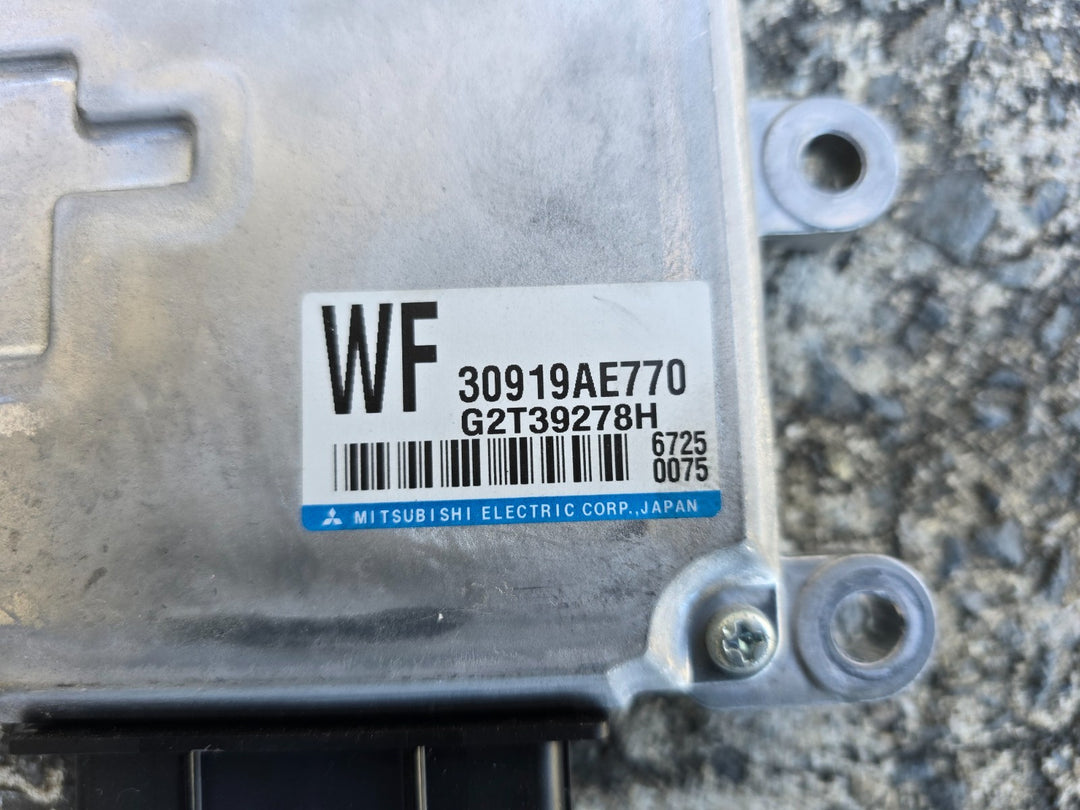 WF 30919AE770
G2T39278H
6725
0075
MITSUBISHI ELECTRIC CORP.,JAPAN